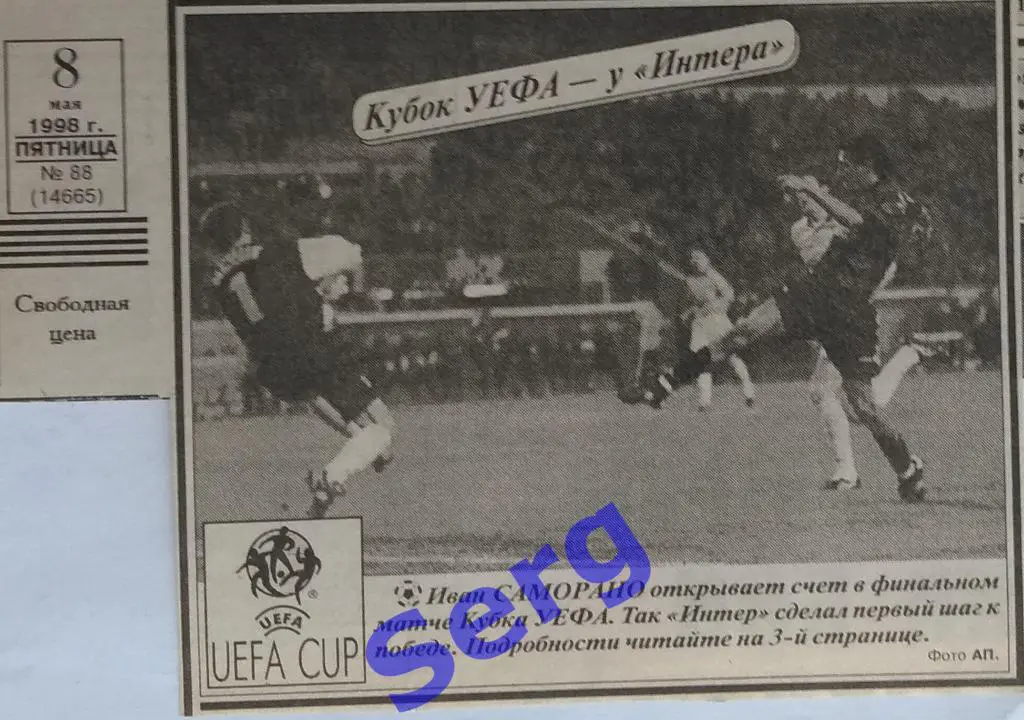 8
мая
1998 г.
ПЯТНИЦА
№ 88
(14665)
Свободная
цена
Кубок УЕФА — у «Интера»
UEFA
UEFA CUP
Иван САМОРАНО открывает счет в финальном
матче Кубка УЕФА. Так «Интер» сделал первый шаг к
победе. Подробности читайте на 3-й странице.
Фото АП.
Serg